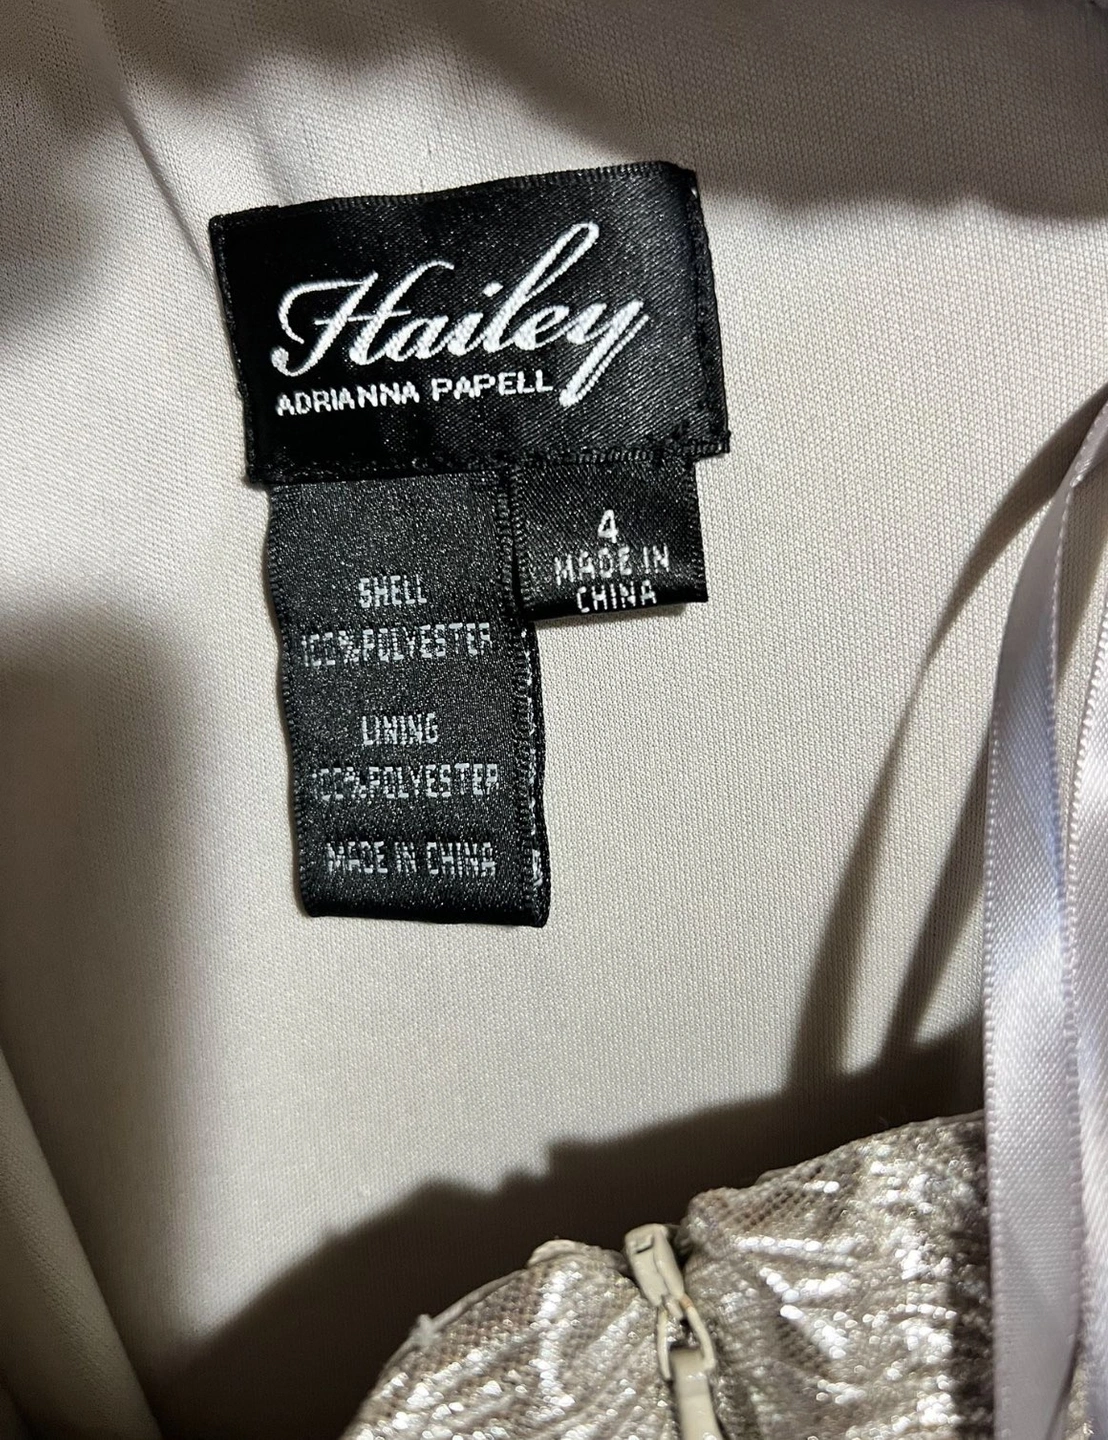 Hailey
ADRIANNA PAPELL
4
MADE IN
CHINA
SHELL
100%POLYESTER
LINING
100%POLYESTER
MADE IN CHINA